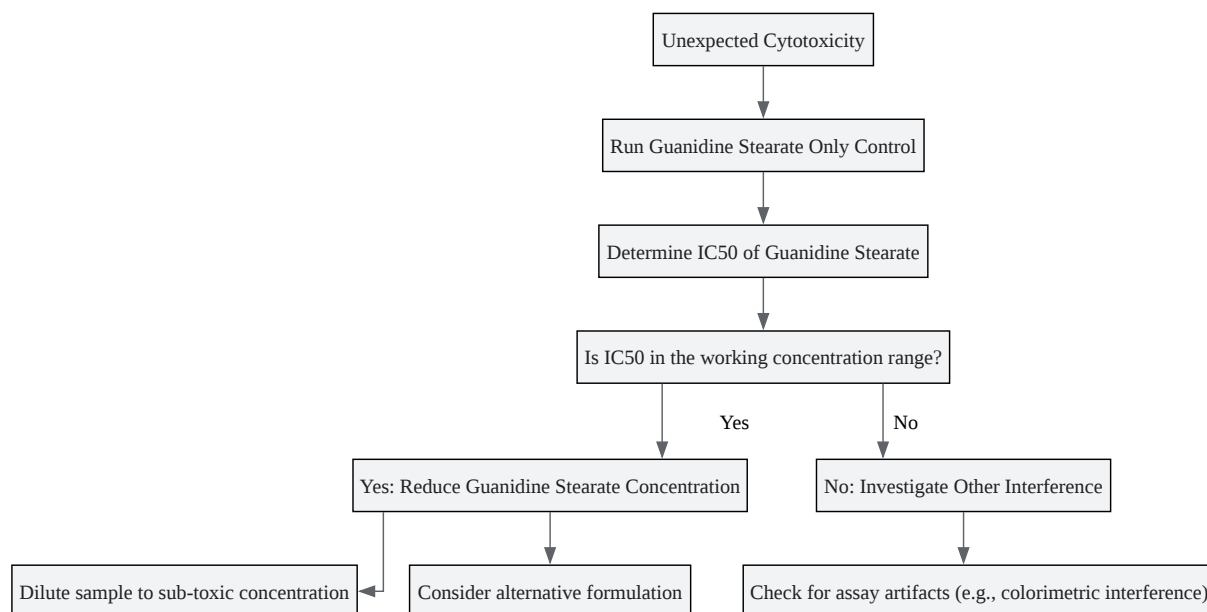 Unexpected Cytotoxicity
Run Guanidine Stearate Only Control
Determine IC50 of Guanidine Stearate
Is IC50 in the working concentration range?
Yes
No
Yes: Reduce Guanidine Stearate Concentration
No: Investigate Other Interference
Dilute sample to sub-toxic concentration
Consider alternative formulation
Check for assay artifacts (e.g., colorimetric interference)